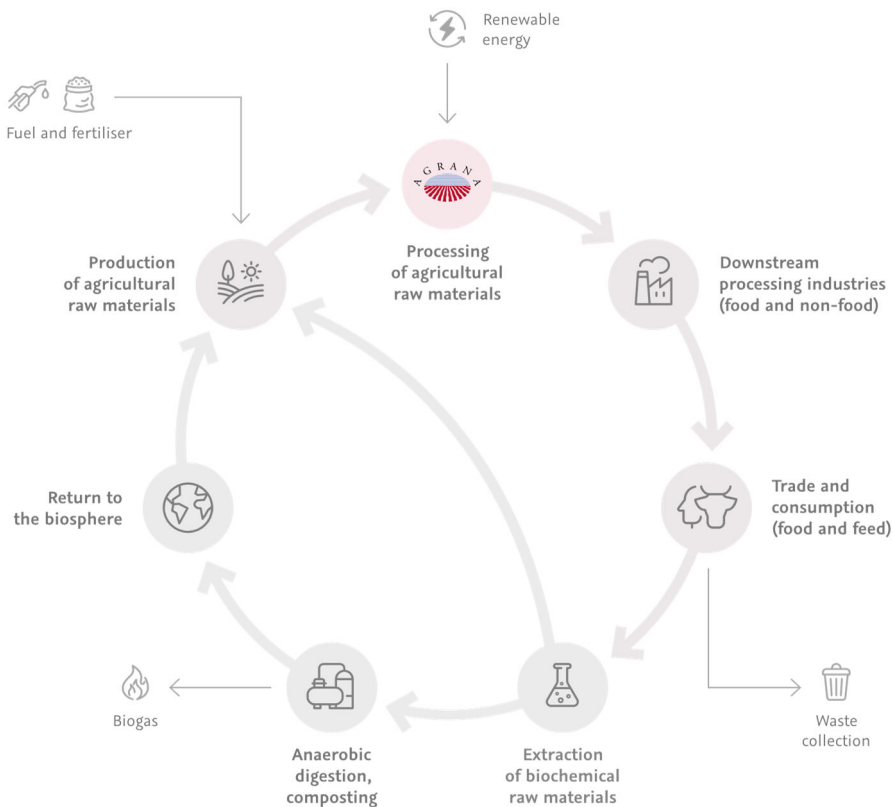 Renewable
energy
Fuel and fertiliser
AGRANA
Processing
of agricultural
raw materials
Production
of agricultural
raw materials
Downstream
processing industries
(food and non-food)
Return to
the biosphere
Trade and
consumption
(food and feed)
Biogas
Waste
collection
Anaerobic
digestion,
composting
Extraction
of biochemical
raw materials